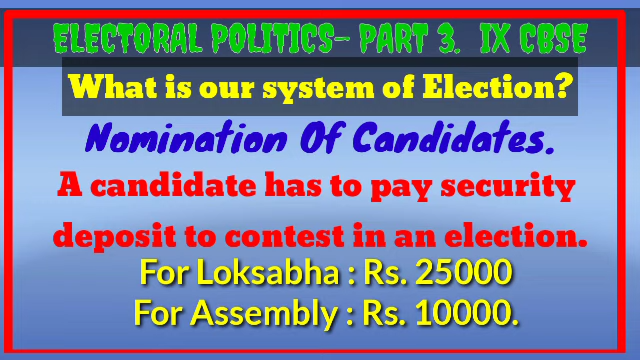 ELECTORAL POLITICS- PART 3. IX CBSE
What is our system of Election?
Nomination Of Candidates.
A candidate has to pay security
deposit to contest in an election.
For Loksabha : Rs. 25000
For Assembly : Rs. 10000.